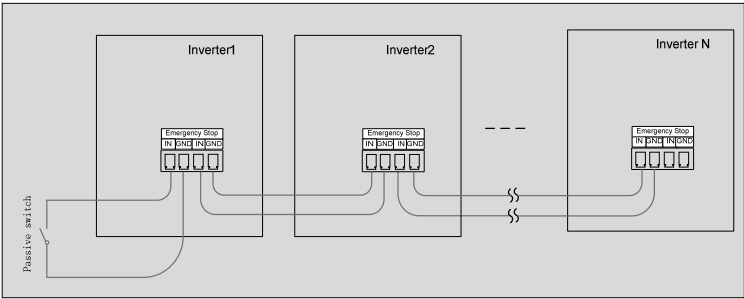 Inverter1
Inverter2
Inverter N
Emergency Stop
IN GND IN GND
Emergency Stop
IN GND IN GND
Emergency Stop
IN GND IN GND
Passive switch